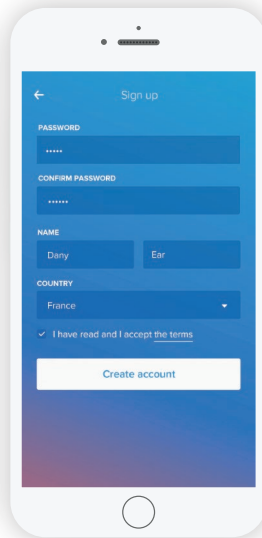 Sign up
PASSWORD
•••••
CONFIRM PASSWORD
••••••
NAME
Dany Ear
COUNTRY
France
I have read and I accept the terms
Create account